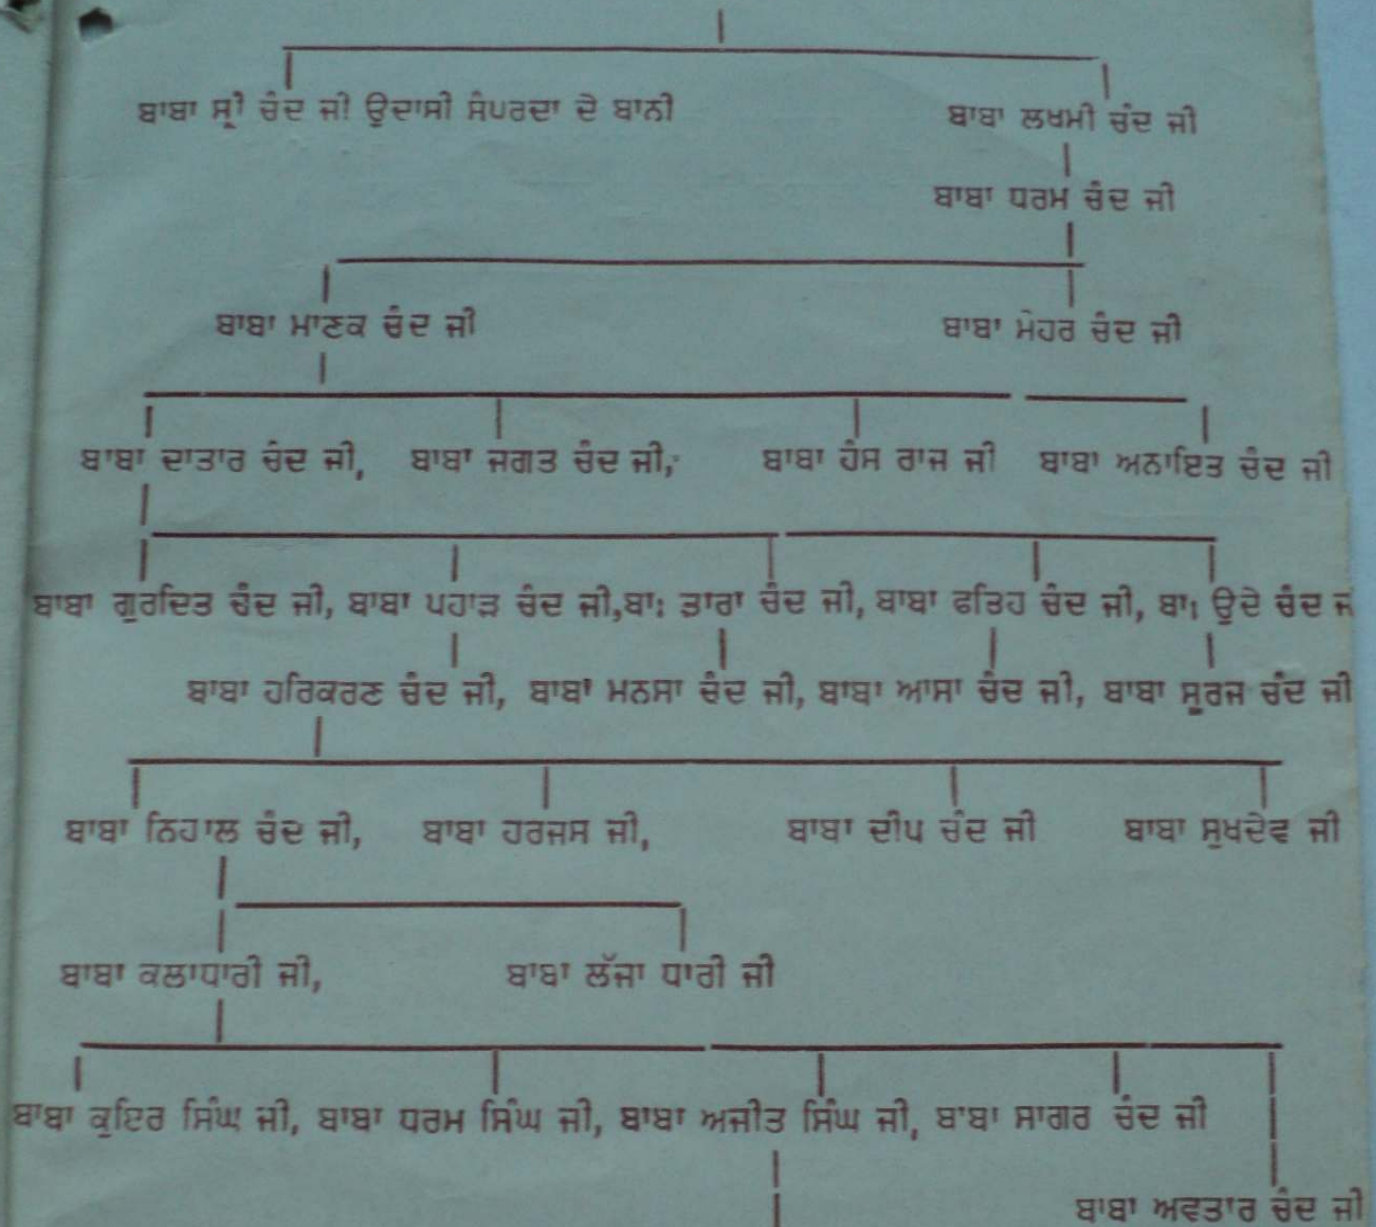 ਬਾਬਾ ਸ੍ਰੀ ਚੰਦ ਜੀ ਉਦਾਸੀ ਸੰਪਰਦਾ ਦੇ ਬਾਨੀ ਬਾਬਾ ਲਖਮੀ ਚੰਦ ਜੀ
ਬਾਬਾ ਧਰਮ ਚੰਦ ਜੀ
ਬਾਬਾ ਮਾਣਕ ਚੰਦ ਜੀ ਬਾਬਾ ਮੇਹਰ ਚੰਦ ਜੀ
ਬਾਬਾ ਦਾਤਾਰ ਚੰਦ ਜੀ, ਬਾਬਾ ਜਗਤ ਚੰਦ ਜੀ, ਬਾਬਾ ਹੰਸ ਰਾਜ ਜੀ ਬਾਬਾ ਅਨਾਇਤ ਚੰਦ ਜੀ
ਬਾਬਾ ਗੁਰਦਿਤ ਚੰਦ ਜੀ, ਬਾਬਾ ਪਹਾੜ ਚੰਦ ਜੀ,ਬਾ: ਤਾਰਾ ਚੰਦ ਜੀ, ਬਾਬਾ ਫਤਿਹ ਚੰਦ ਜੀ, ਬਾ: ਉਦੇ ਚੰਦ
ਬਾਬਾ ਹਰਿਕਰਣ ਚੰਦ ਜੀ, ਬਾਬਾ ਮਨਸਾ ਚੰਦ ਜੀ, ਬਾਬਾ ਆਸਾ ਚੰਦ ਜੀ, ਬਾਬਾ ਸੂਰਜ ਚੰਦ ਜੀ
ਬਾਬਾ ਨਿਹਾਲ ਚੰਦ ਜੀ, ਬਾਬਾ ਹਰਜਸ ਜੀ, ਬਾਬਾ ਦੀਪ ਚੰਦ ਜੀ ਬਾਬਾ ਸੁਖਦੇਵ ਜੀ
ਬਾਬਾ ਕਲਾਧਾਰੀ ਜੀ, ਬਾਬਾ ਲੱਜਾ ਧਾਰੀ ਜੀ
ਬਾਬਾ ਕੁਇਰ ਸਿੰਘ ਜੀ, ਬਾਬਾ ਧਰਮ ਸਿੰਘ ਜੀ, ਬਾਬਾ ਅਜੀਤ ਸਿੰਘ ਜੀ, ਬਾਬਾ ਸਾਗਰ ਚੰਦ ਜੀ
ਬਾਬਾ ਅਵਤਾਰ ਚੰਦ ਜੀ